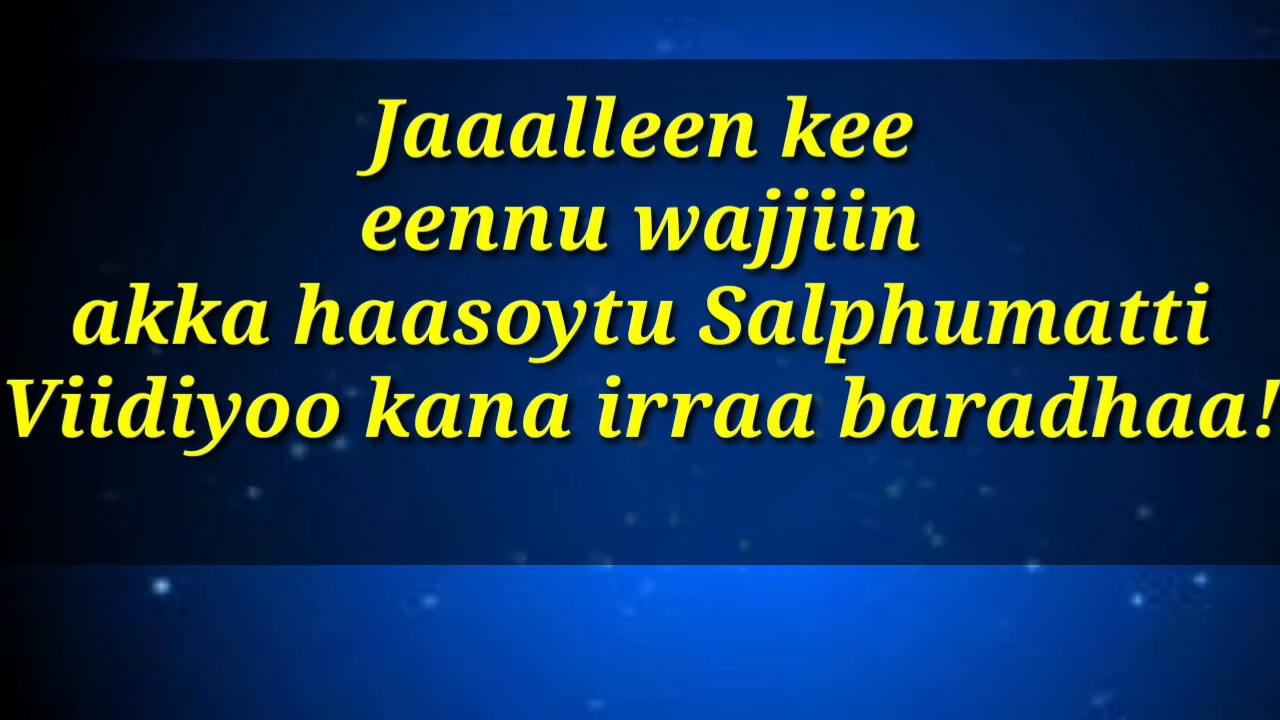 Jaaalleen kee
eennu wajjiin
akka haasoytu Salphumatti
Viidiyoo kana irraa baradhaa!